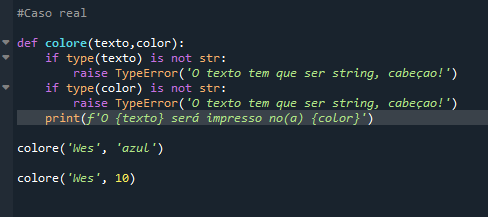 #Caso real
def colore(texto,color):
if type(texto) is not str:
raise TypeError('O texto tem que ser string, cabeçao!')
if type(color) is not str:
raise TypeError('O texto tem que ser string, cabeçao!')
print(f'O {texto} será impresso no(a) {color}')
colore('Wes', 'azul')
colore('Wes', 10)